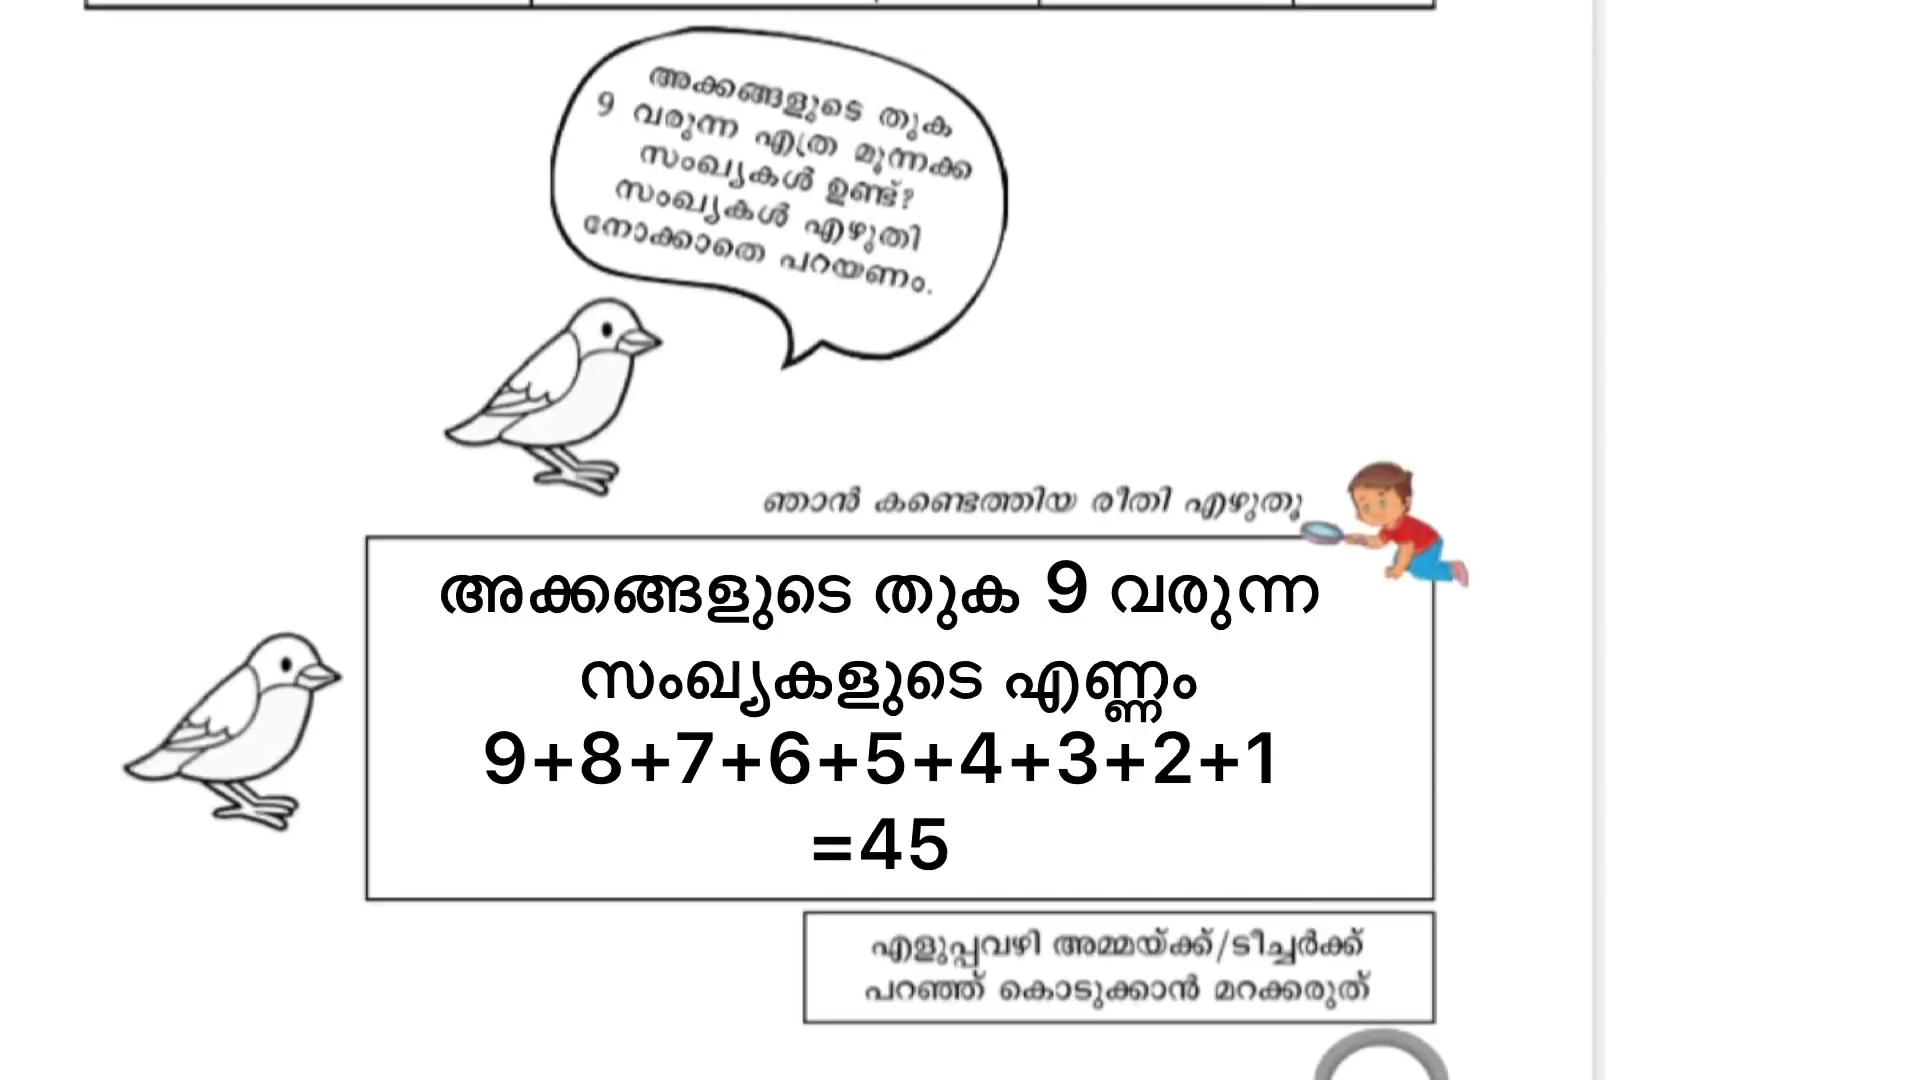 അക്കങ്ങളുടെ തുക
9 വരുന്ന എത്ര മൂന്നക്ക
സംഖ്യകൾ ഉണ്ട്?
സംഖ്യകൾ എഴുതി
നോക്കാതെ പറയണം.
ഞാൻ കണ്ടെത്തിയ രീതി എഴുതൂ
അക്കങ്ങളുടെ തുക 9 വരുന്ന
സംഖ്യകളുടെ എണ്ണം
9+8+7+6+5+4+3+2+1
=45
എളുപ്പവഴി അമ്മയ്ക്ക്/ടീച്ചർക്ക്
പറഞ്ഞ് കൊടുക്കാൻ മറക്കരുത്